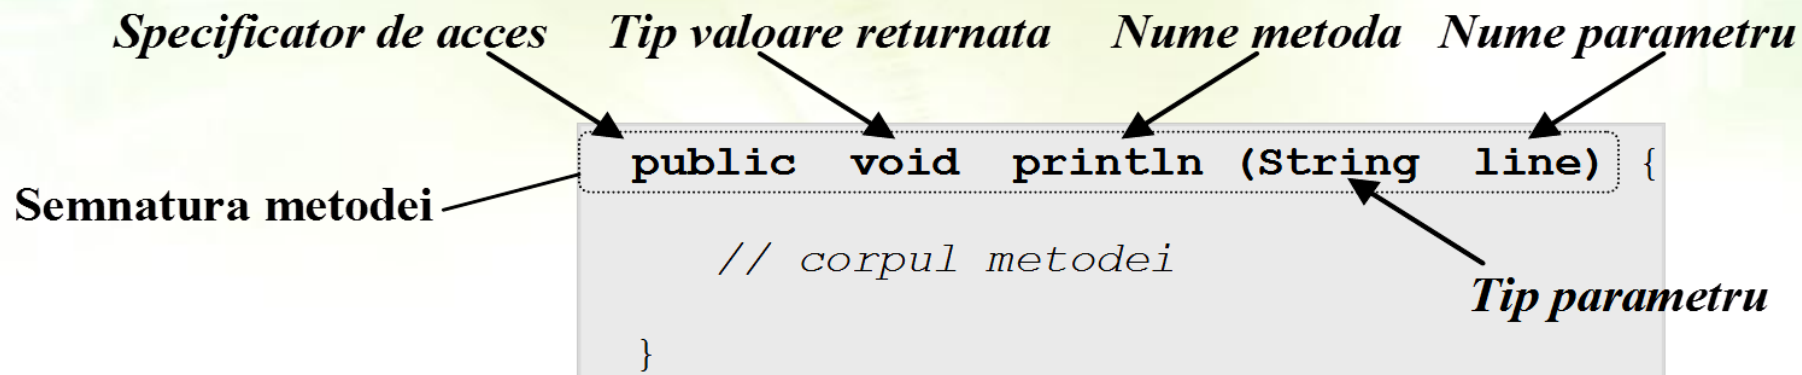 Specificator de acces Tip valoare returnata Nume metoda Nume parametru
public void println (String line) {
Semnatura metodei
// corpul metodei
Tip parametru
}